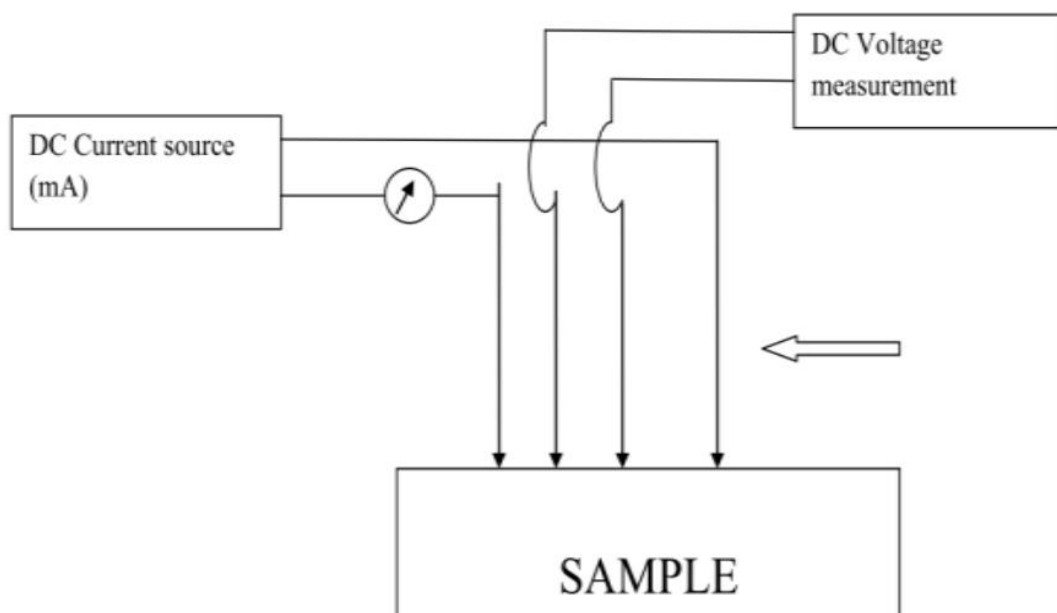 DC Voltage
measurement
DC Current source
(mA)
SAMPLE